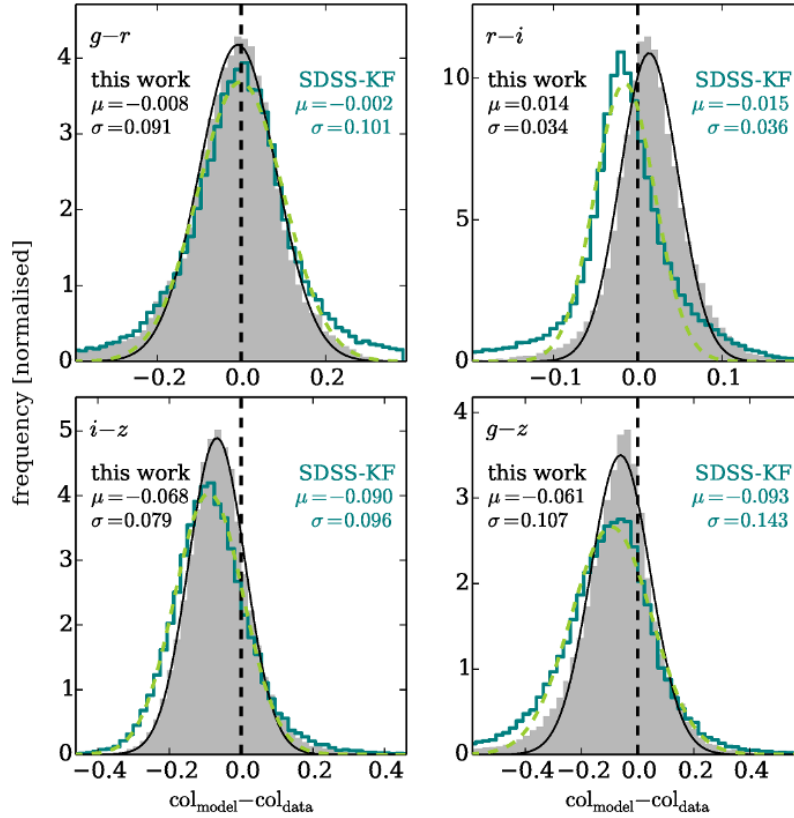 g−r
this work
μ=−0.008
σ=0.091
SDSS-KF
μ=−0.002
σ=0.101
4
3
2
1
0
−0.2
0.0
0.2
r−i
this work
μ=0.014
σ=0.034
SDSS-KF
μ=−0.015
σ=0.036
10
5
0
−0.1
0.0
0.1
frequency [normalised]
i−z
this work
μ=−0.068
σ=0.079
SDSS-KF
μ=−0.090
σ=0.096
5
4
3
2
1
0
−0.4
−0.2
0.0
0.2
0.4
col_model−col_data
g−z
this work
μ=−0.061
σ=0.107
SDSS-KF
μ=−0.093
σ=0.143
4
3
2
1
0
−0.4
−0.2
0.0
0.2
0.4
col_model−col_data